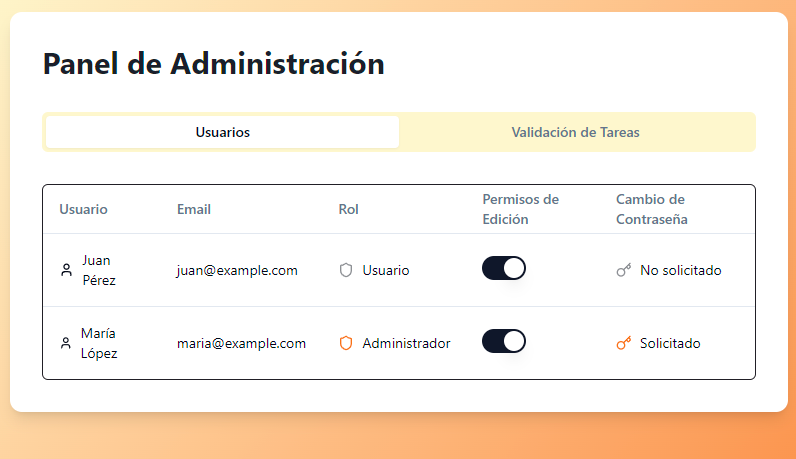 Panel de Administración
Usuarios
Validación de Tareas
Usuario
Email
Rol
Permisos de
Edición
Cambio de
Contraseña
Juan
Pérez
juan@example.com
Usuario
No solicitado
María
López
maria@example.com
Administrador
Solicitado